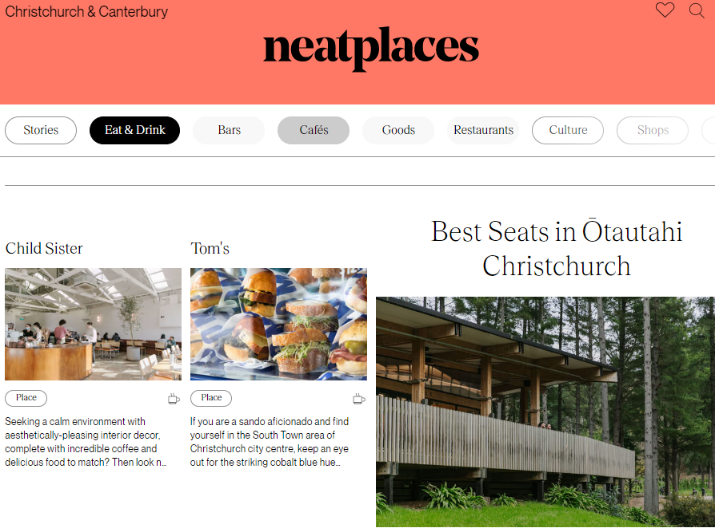 Christchurch & Canterbury
neatplaces
Stories
Eat & Drink
Bars
Cafés
Goods
Restaurants
Culture
Shops
Child Sister
Place
Seeking a calm environment with
aesthetically-pleasing interior decor,
complete with incredible coffee and
delicious food to match? Then look n...
Tom's
Place
If you are a sando aficionado and find
yourself in the South Town area of
Christchurch city centre, keep an eye
out for the striking cobalt blue hue...
Best Seats in Ōtautahi
Christchurch